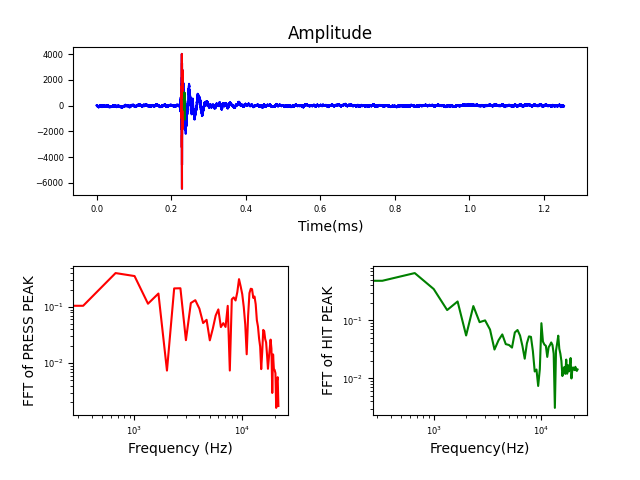 Amplitude
4000
2000
0
−2000
−4000
−6000
0.0 0.2 0.4 0.6 0.8 1.0 1.2
Time(ms)
FFT of PRESS PEAK
10⁻¹
10⁻²
10³ 10⁴
Frequency (Hz)
FFT of HIT PEAK
10⁻¹
10⁻²
10³ 10⁴
Frequency(Hz)